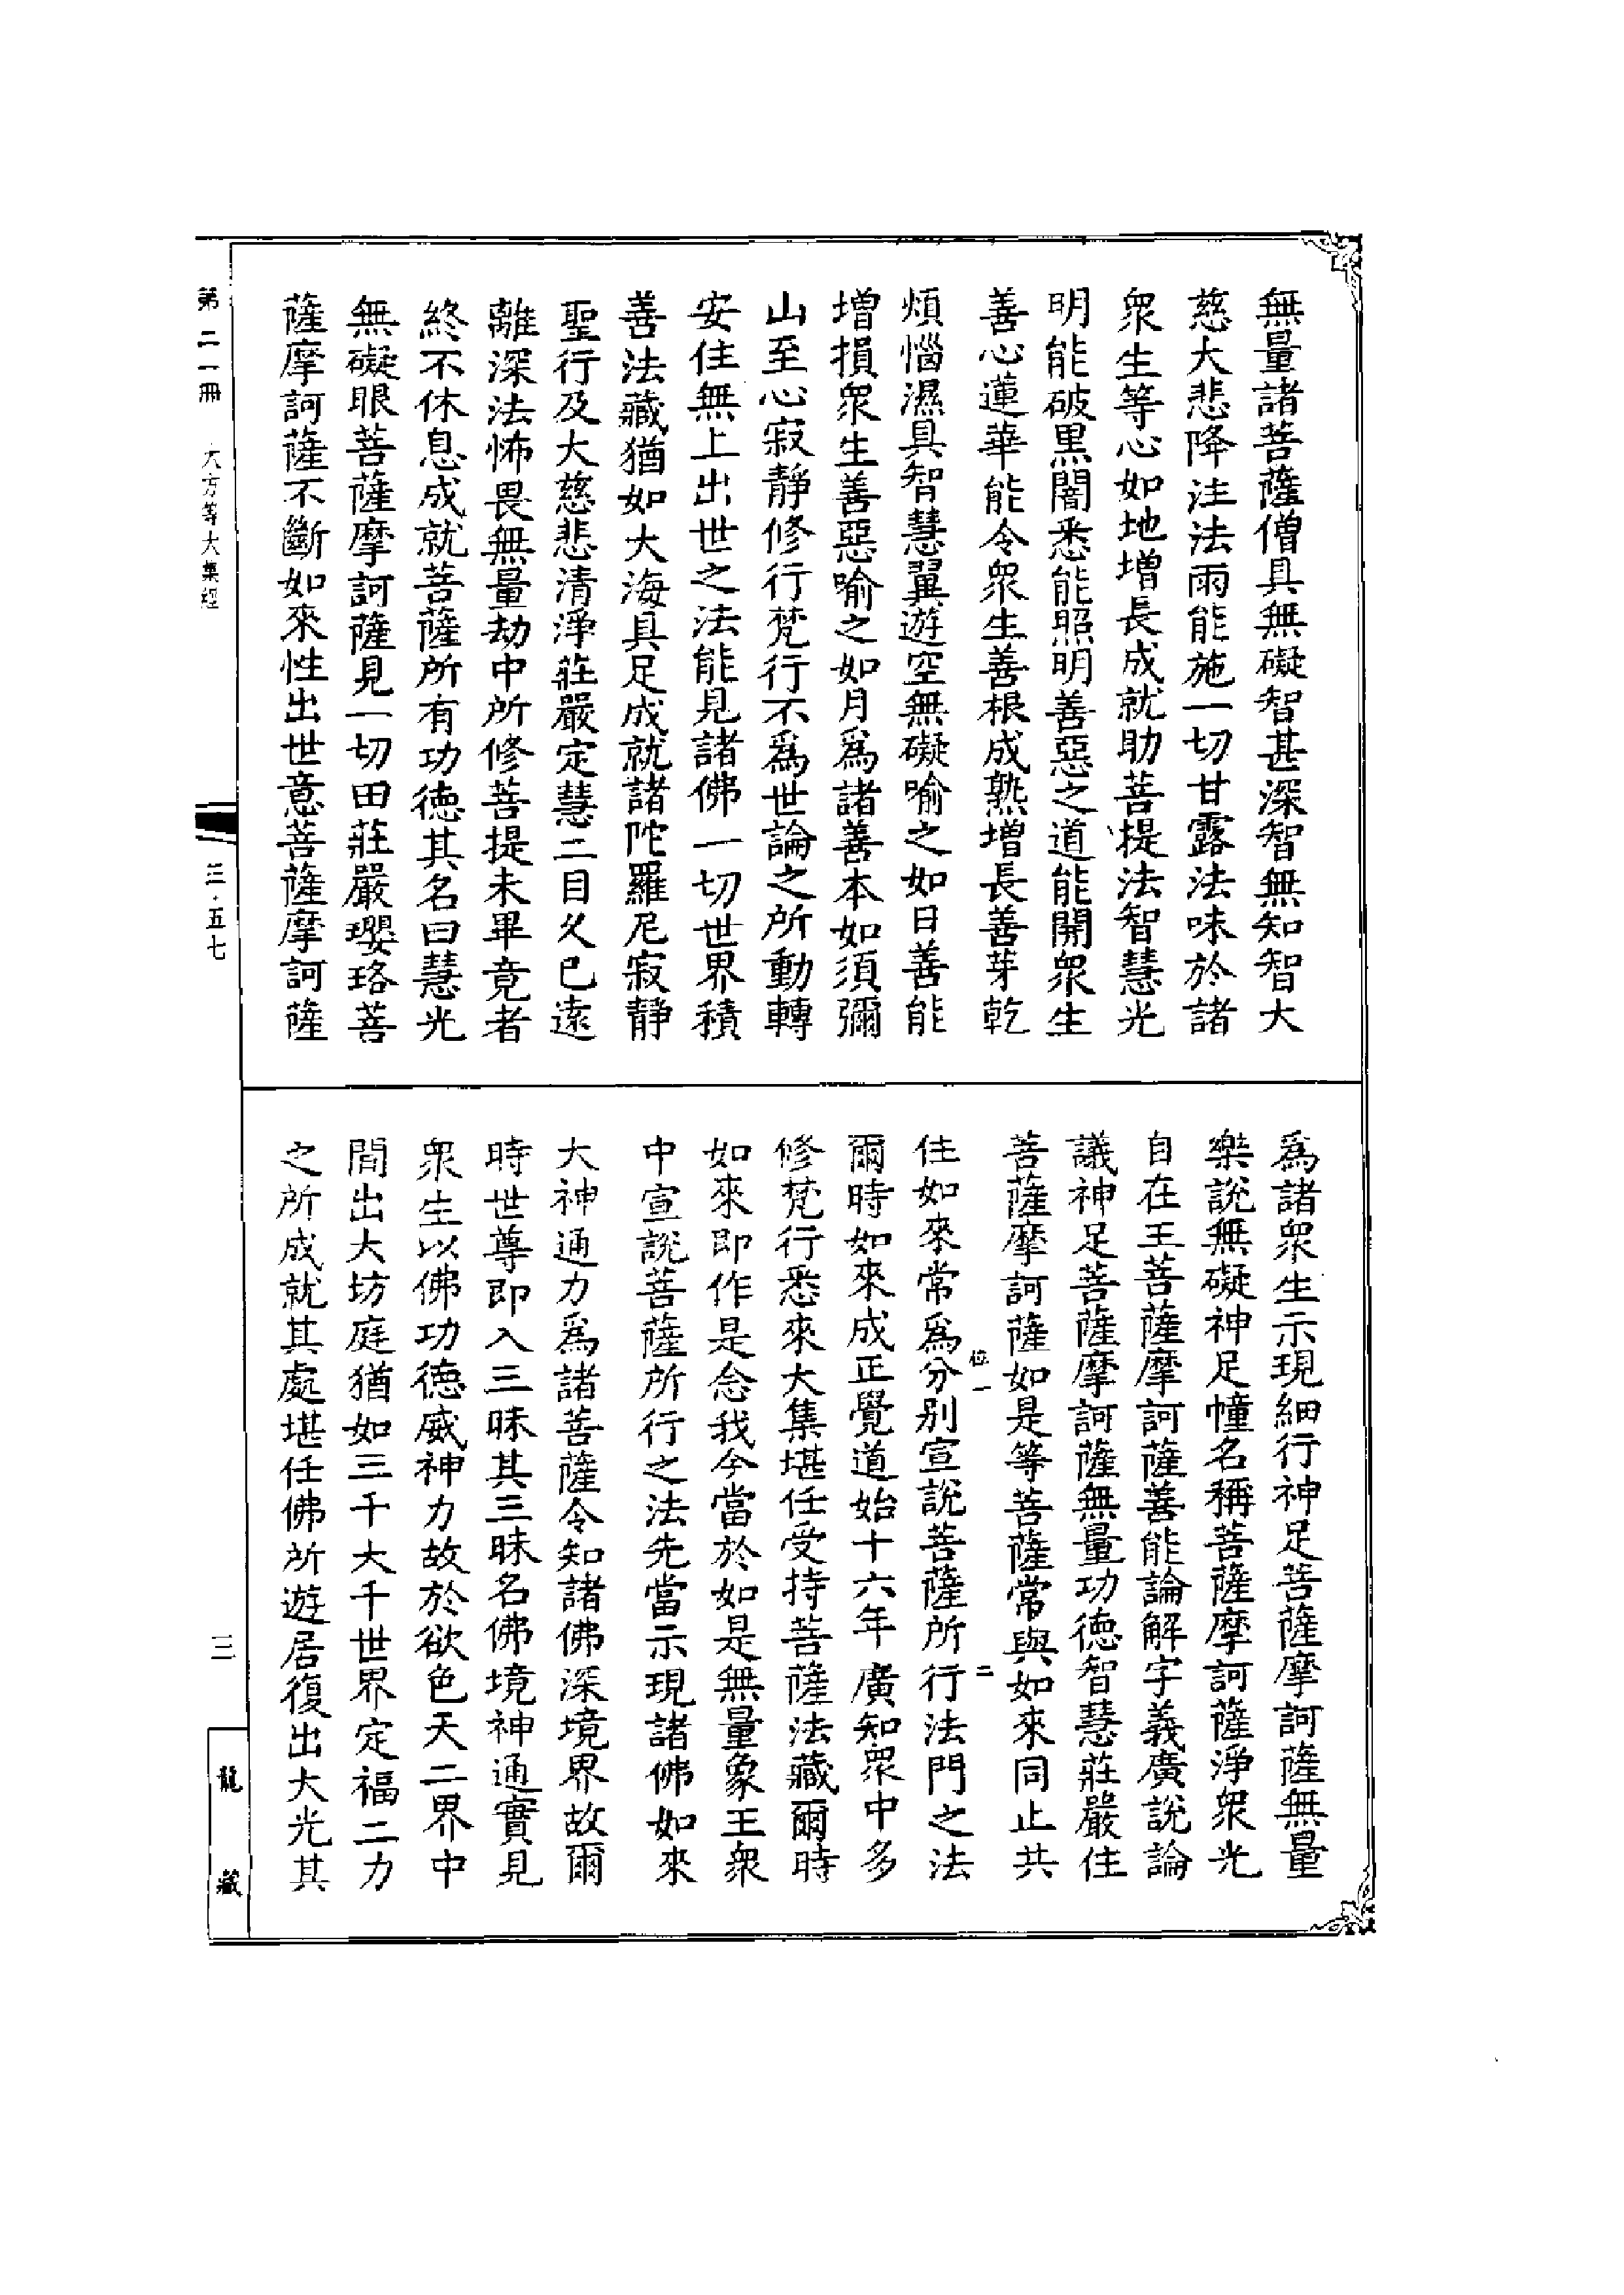 無量諸菩薩僧具無礙智甚深智無知智大
慈大悲降注法雨能施一切甘露法味於諸
衆生等心如地增長成就助菩提法智慧光
明能破黑闇悉能照明善惡之道能開衆生
善心蓮華能令衆生善根成熟增長善芽乾
煩惱濕具智慧翼遊空無礙喻之如日善能
增損衆生善惡喻之如月爲諸善本如須彌
山至心寂靜修行梵行不爲世論之所動轉
安住無上出世之法能見諸佛一切世界積
善法藏猶如大海具足成就諸陀羅尼寂靜
聖行及大慈悲清淨莊嚴定慧二目久已遠
離深法怖畏無量劫中所修菩提未畢竟者
終不休息成就菩薩所有功德其名曰慧光
無礙眼菩薩摩訶薩見一切田莊嚴瓔珞菩
薩摩訶薩不斷如來性出世意菩薩摩訶薩
爲諸衆生示現細行神足菩薩摩訶薩無量
樂說無礙神足幢名稱菩薩摩訶薩淨衆光
自在王菩薩摩訶薩善能論解字義廣說論
議神足菩薩摩訶薩無量功德智慧莊嚴住
菩薩摩訶薩如是等菩薩常與如來同止共
住如來常爲分別宣說菩薩所行法門之法
爾時如來成正覺道始十六年廣知衆中多
修梵行悉來大集堪任受持菩薩法藏爾時
如來即作是念我今當於如是無量象王衆
中宣說菩薩所行之法先當示現諸佛如來
大神通力爲諸菩薩令知諸佛深境界故爾
時世尊即入三昧其三昧名佛境神通實見
衆生以佛功德威神力故於欲色天二界中
間出大坊庭猶如三千大千世界定福二力
之所成就其處堪任佛所遊居復出大光其
第二一冊
大方等大集經
三·五七
三
龍藏